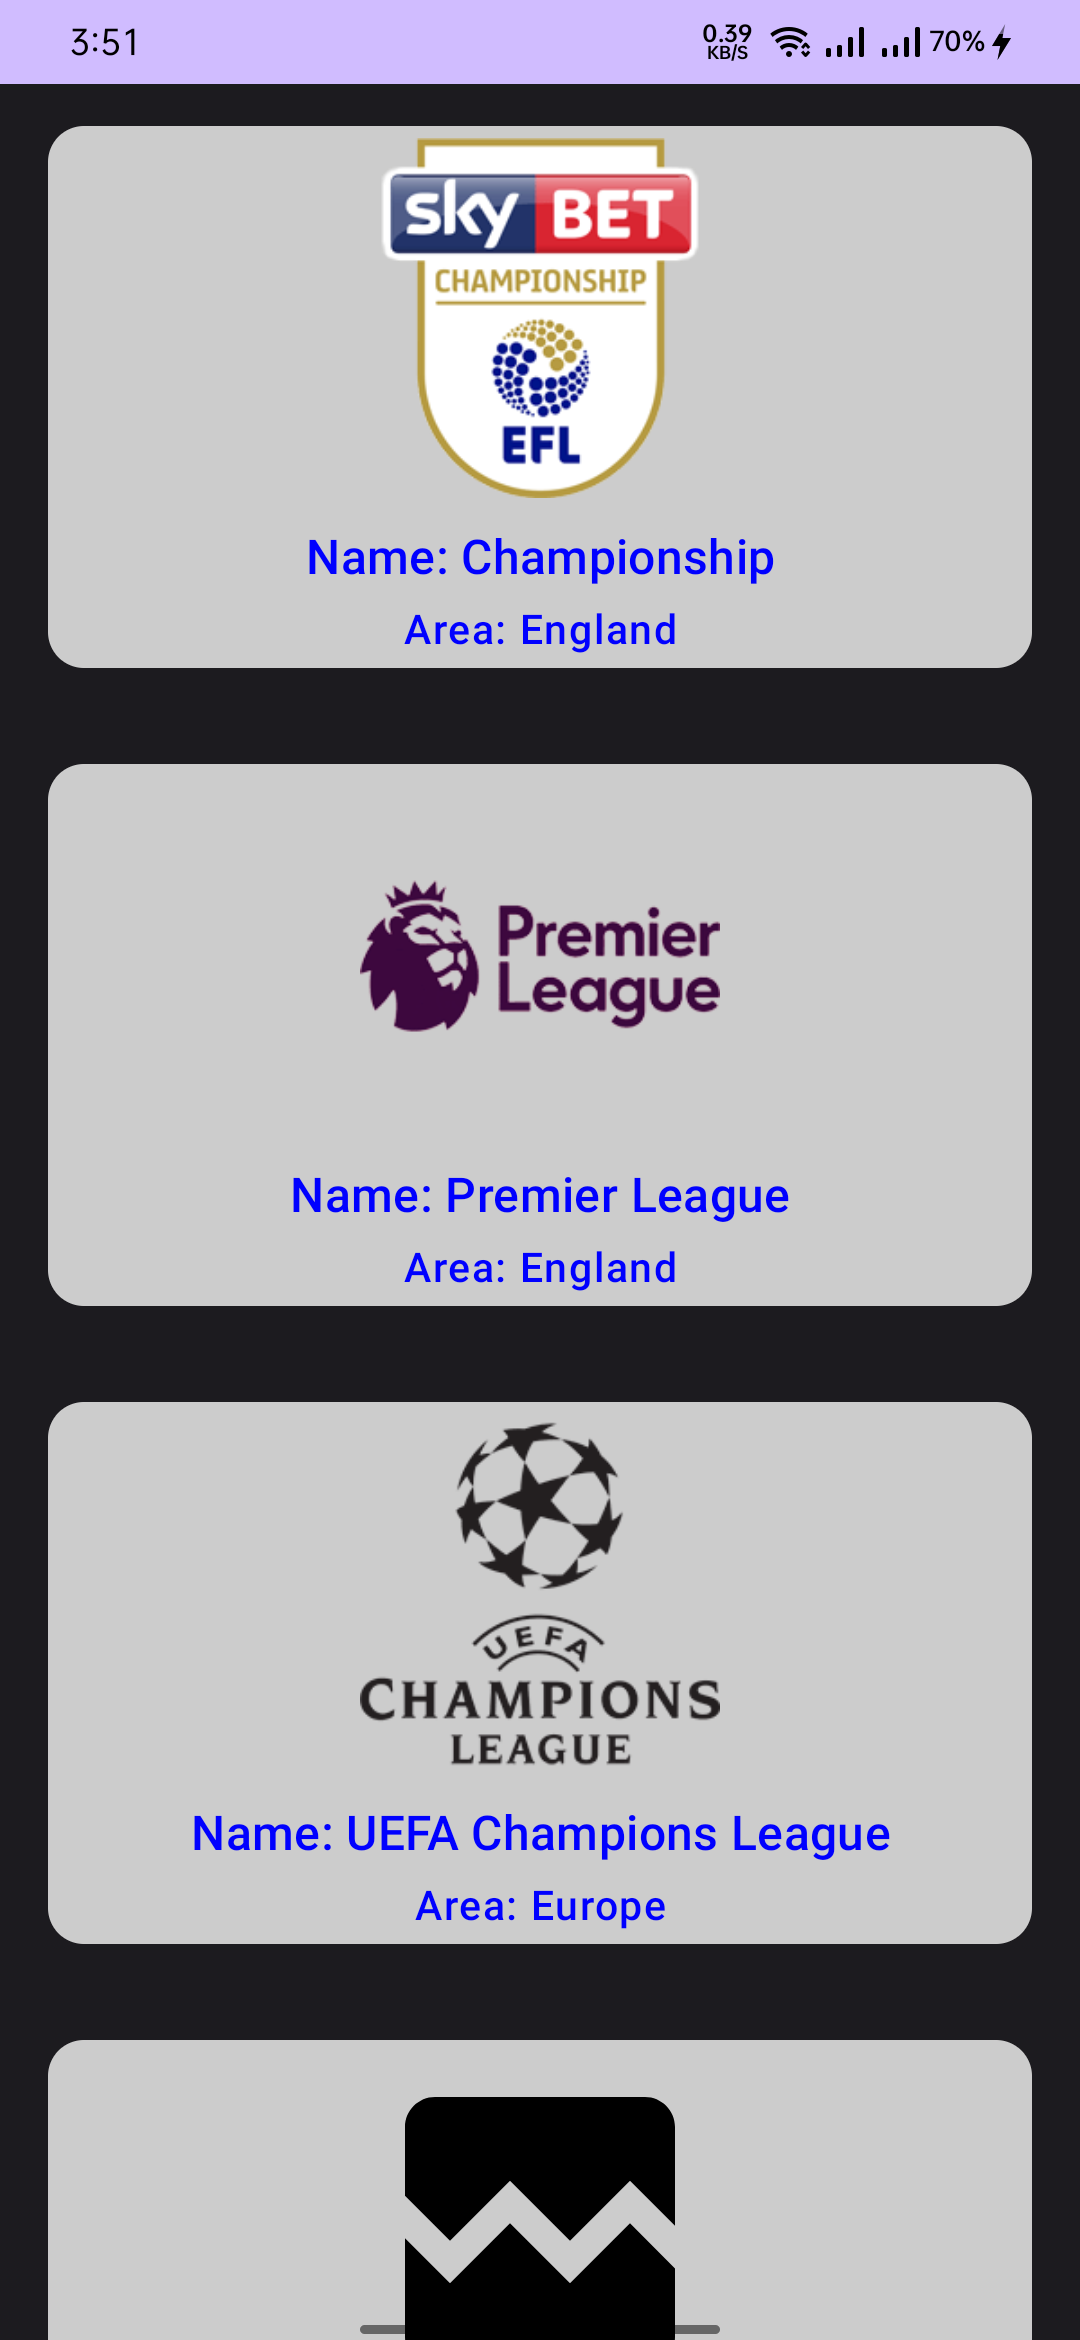 3:51
0.39
KB/S
70%
sky BET
CHAMPIONSHIP
EFL
Name: Championship
Area: England
Premier
League
Name: Premier League
Area: England
UEFA
CHAMPIONS
LEAGUE
Name: UEFA Champions League
Area: Europe